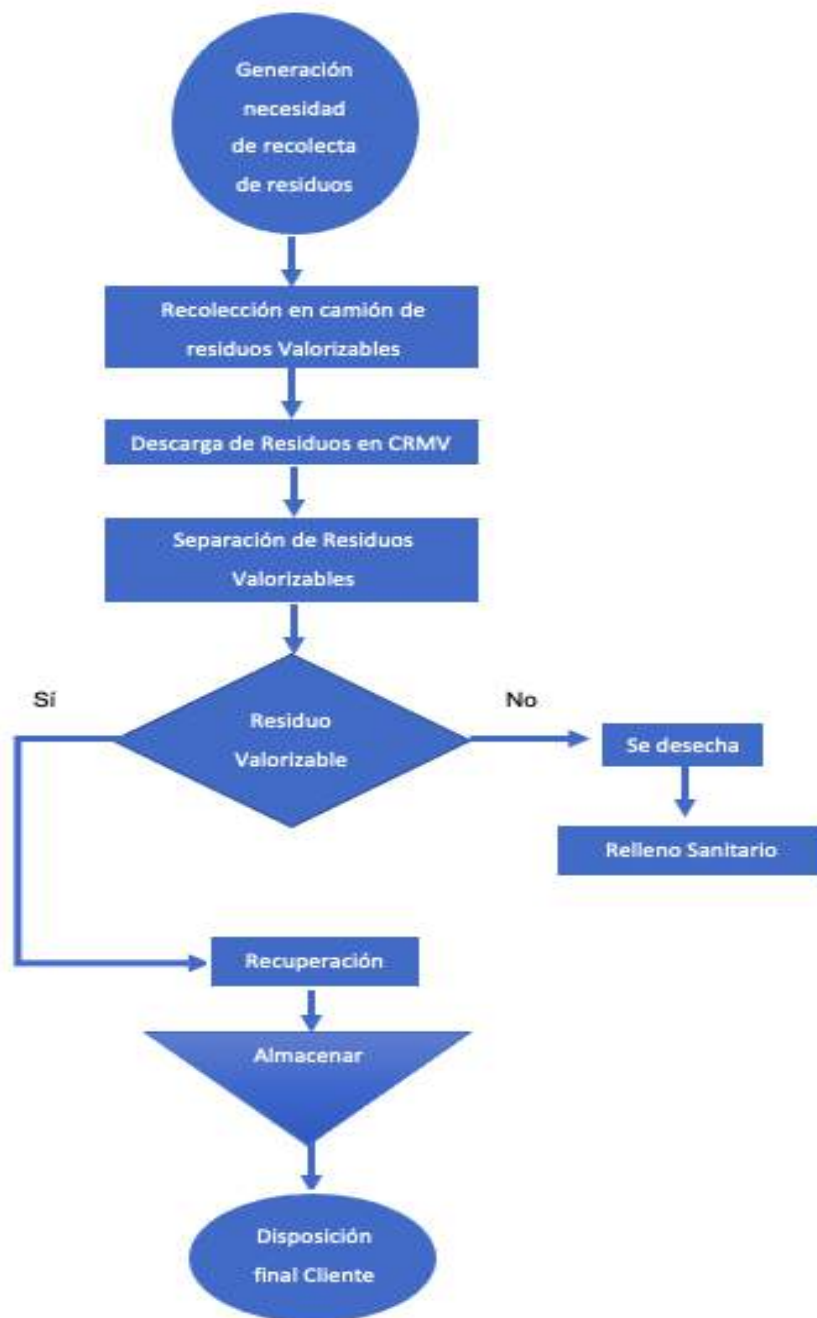 Generación
necesidad
de recolecta
de residuos
Recolección en camión de
residuos Valorizables
Descarga de Residuos en CRMV
Separación de Residuos
Valorizables
Sí
No
Residuo
Valorizable
Se desecha
Relleno Sanitario
Recuperación
Almacenar
Disposición
final Cliente